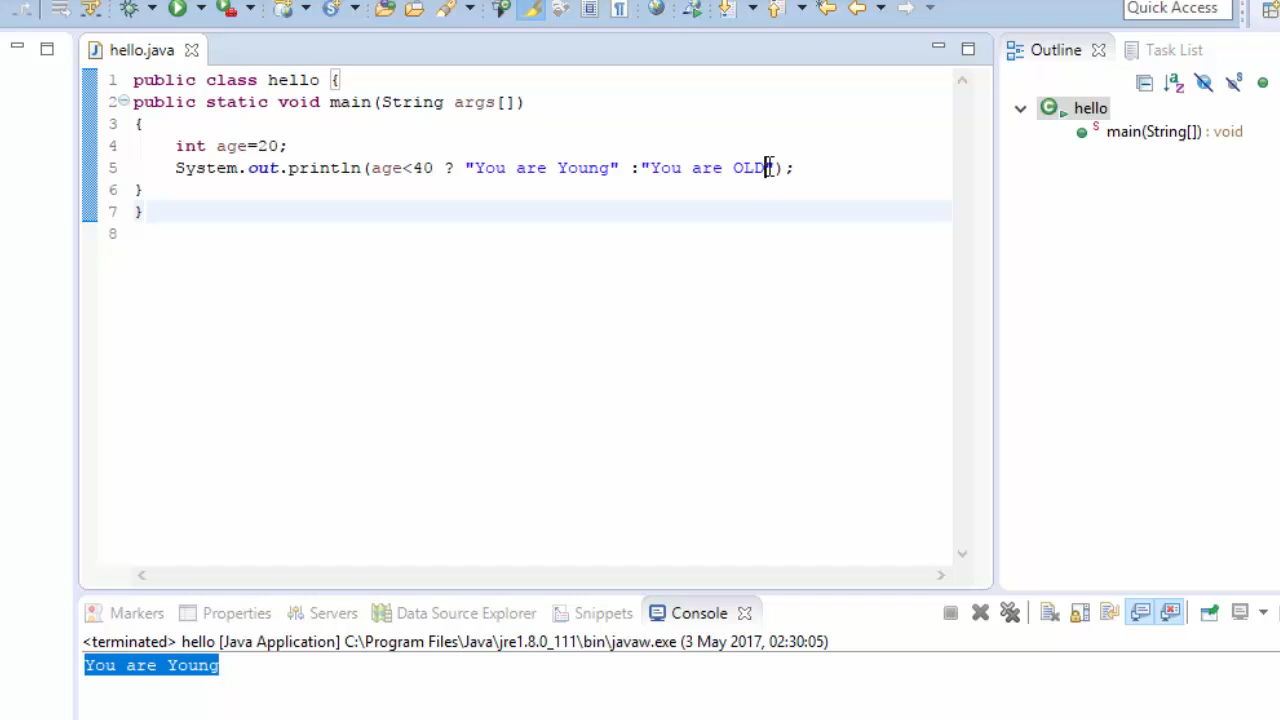 Quick Access
hello.java
Outline
Task List
1 public class hello {
2 public static void main(String args[])
3 {
4 int age=20;
5 System.out.println(age<40 ? "You are Young" :"You are OLD");
6 }
7 }
8
hello
main(String[]) : void
Markers
Properties
Servers
Data Source Explorer
Snippets
Console
<terminated> hello [Java Application] C:\Program Files\Java\jre1.8.0_111\bin\javaw.exe (3 May 2017, 02:30:05)
You are Young